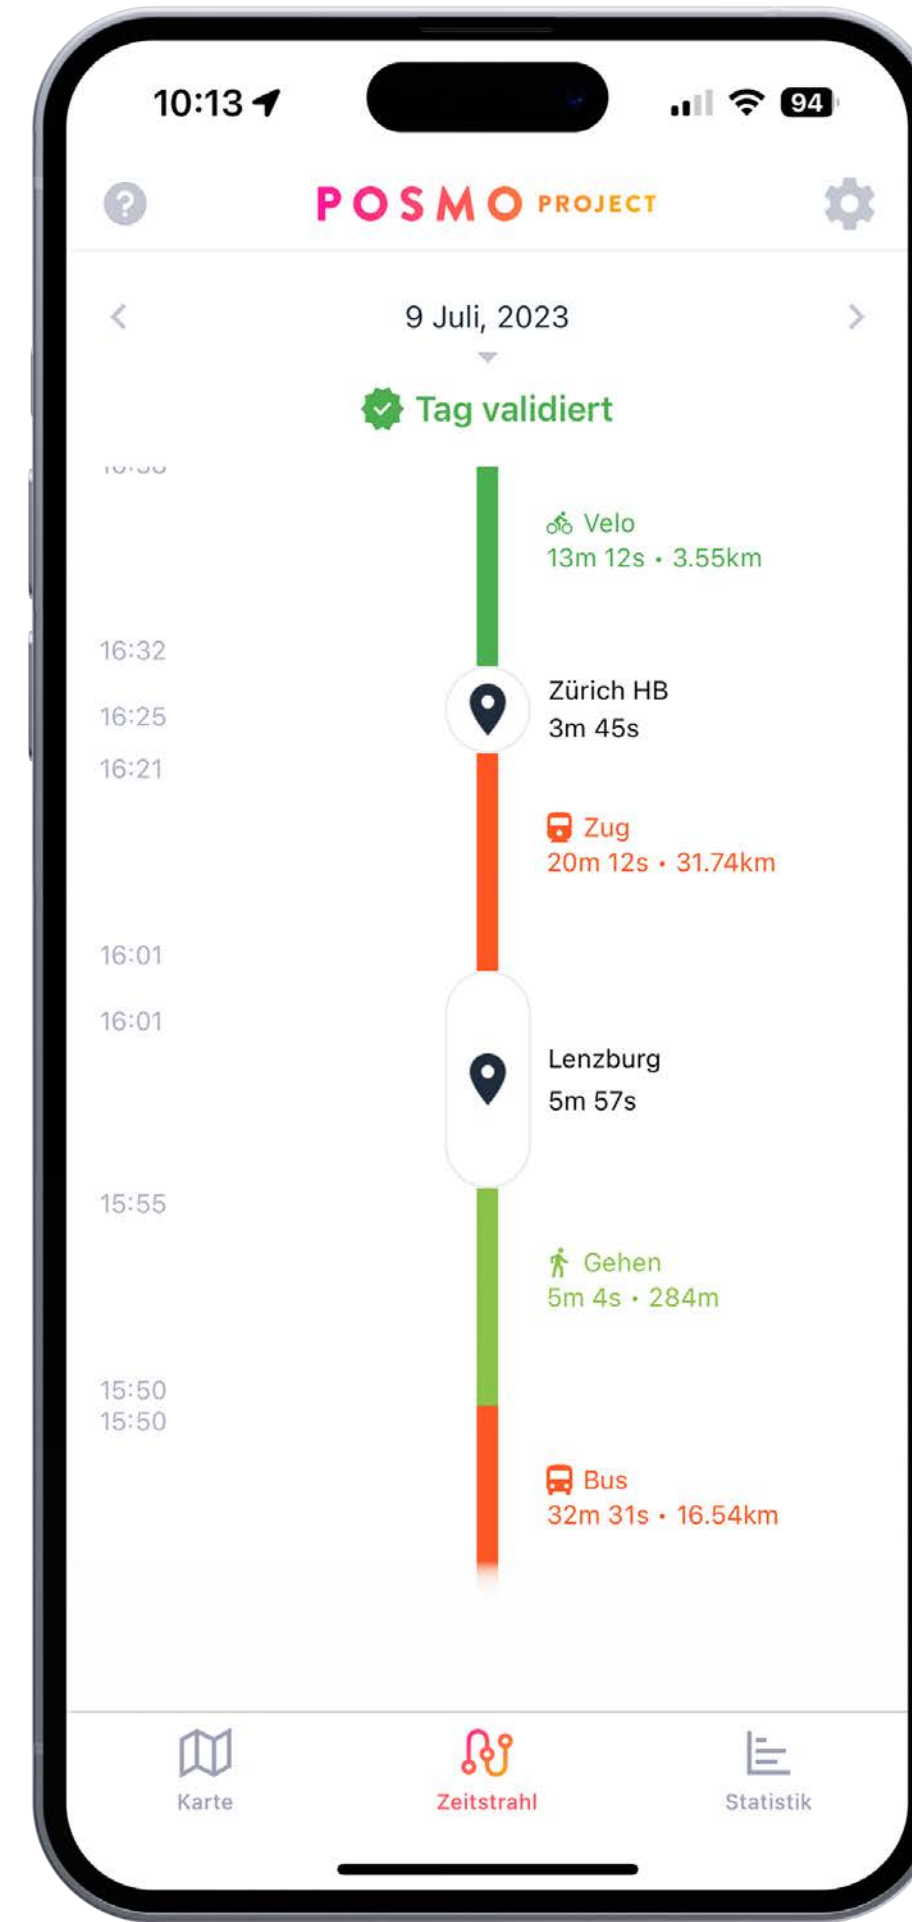 10:13
94
POSMO PROJECT
9 Juli, 2023
Tag validiert
Velo
13m 12s • 3.55km
16:32
Zürich HB
16:25
3m 45s
16:21
Zug
20m 12s • 31.74km
16:01
16:01
Lenzburg
5m 57s
15:55
Gehen
5m 4s • 284m
15:50
15:50
Bus
32m 31s • 16.54km
Karte
Zeitstrahl
Statistik